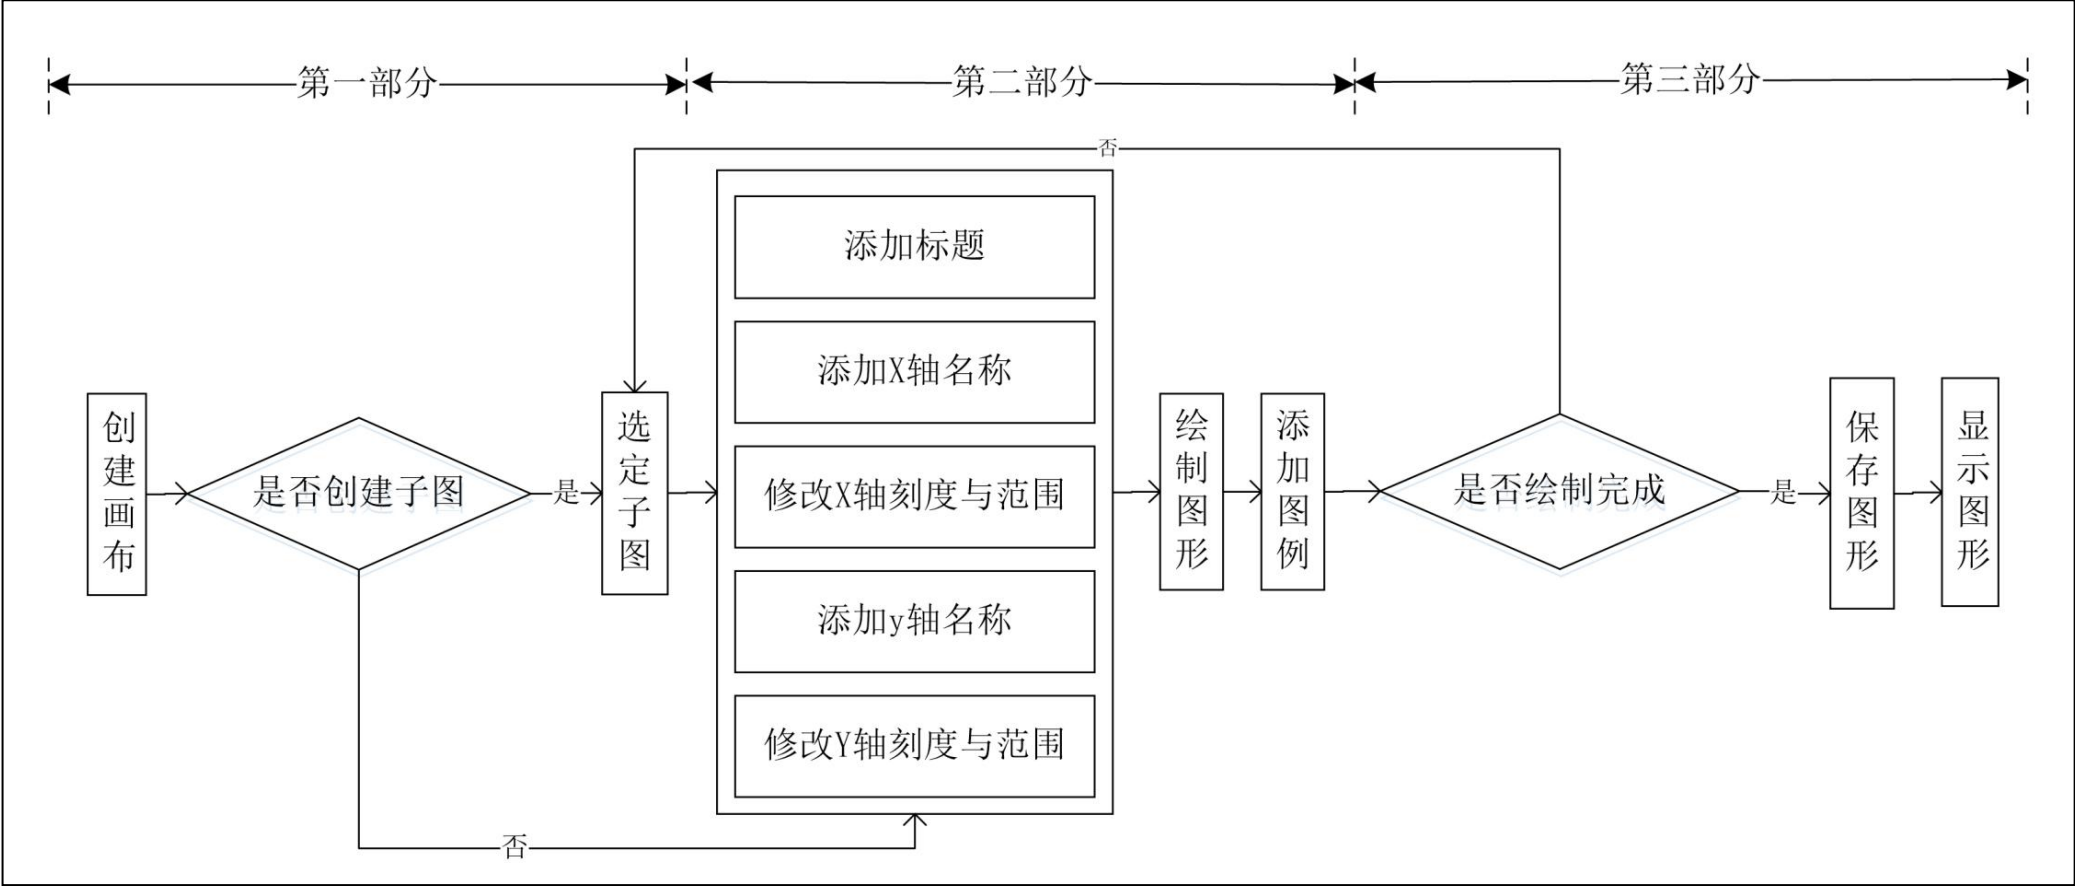 第一部分
第二部分
第三部分
否
创建画布
是否创建子图
是
选定子图
添加标题
添加X轴名称
修改X轴刻度与范围
添加y轴名称
修改Y轴刻度与范围
绘制图形
添加图例
是否绘制完成
是
保存图形
显示图形
否